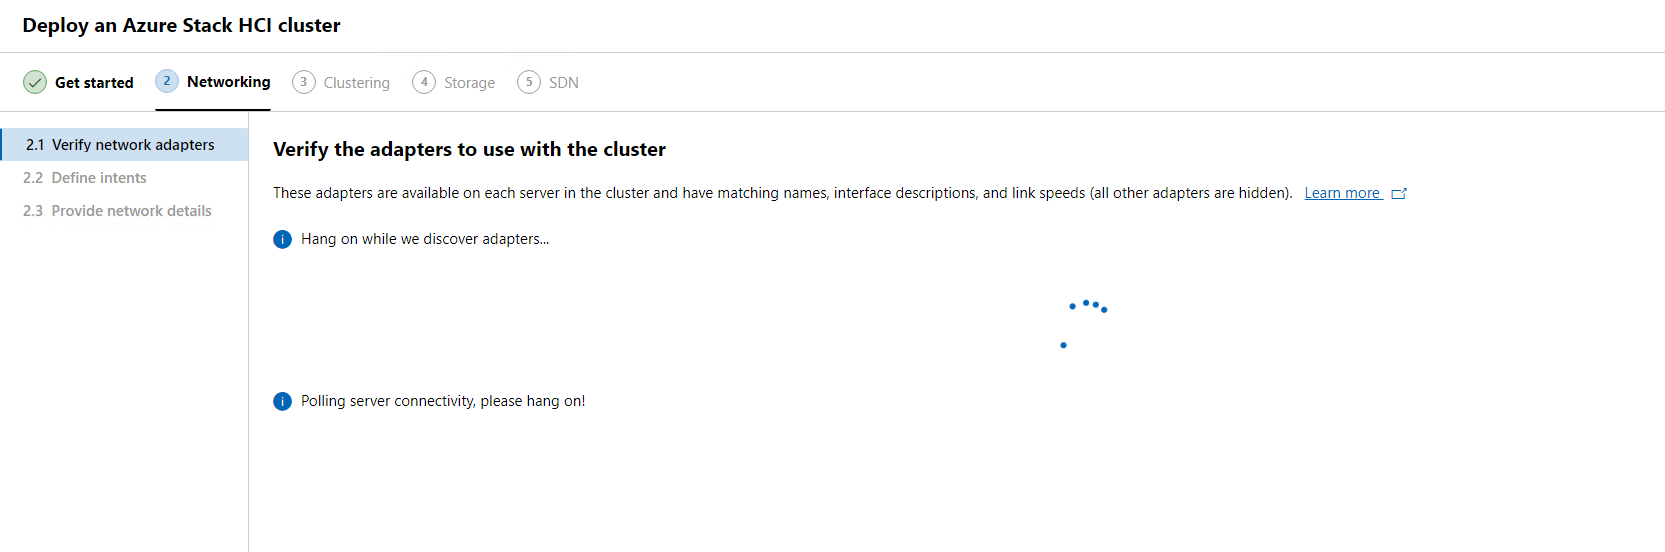 Deploy an Azure Stack HCI cluster
Get started
2 Networking
3 Clustering
4 Storage
5 SDN
2.1 Verify network adapters
2.2 Define intents
2.3 Provide network details
Verify the adapters to use with the cluster
These adapters are available on each server in the cluster and have matching names, interface descriptions, and link speeds (all other adapters are hidden). Learn more
i Hang on while we discover adapters...
i Polling server connectivity, please hang on!